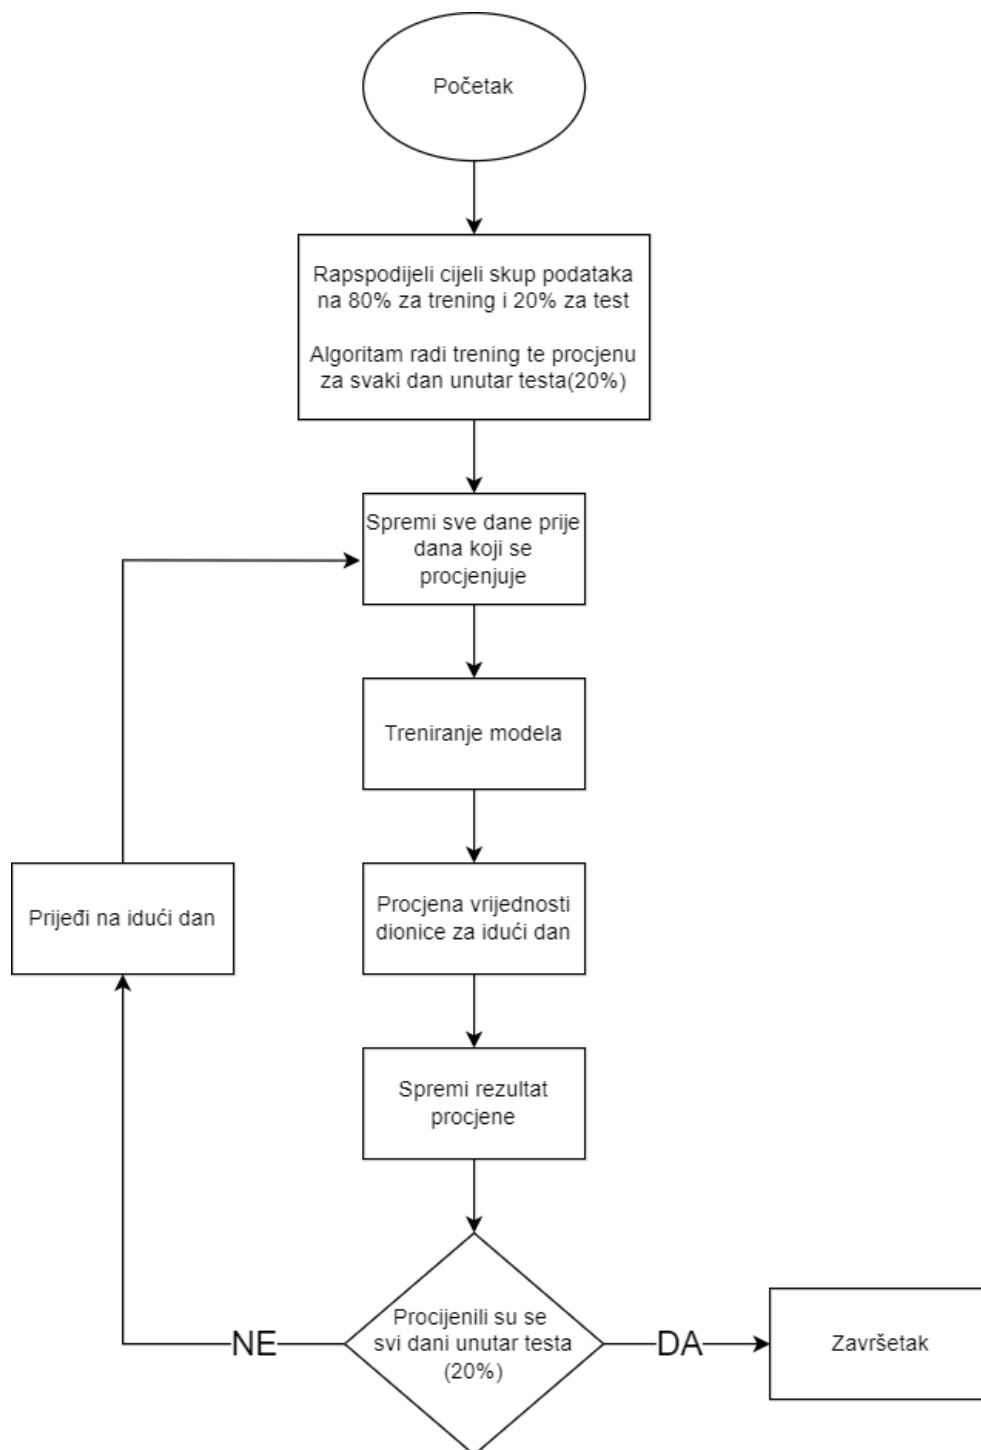 Početak
Rapspodijeli cijeli skup podataka
na 80% za trening i 20% za test
Algoritam radi trening te procjenu
za svaki dan unutar testa(20%)
Spremi sve dane prije
dana koji se
procjenjuje
Treniranje modela
Prijeđi na idući dan
Procjena vrijednosti
dionice za idući dan
Spremi rezultat
procjene
Procijenili su se
svi dani unutar testa
(20%)
NE
DA
Završetak